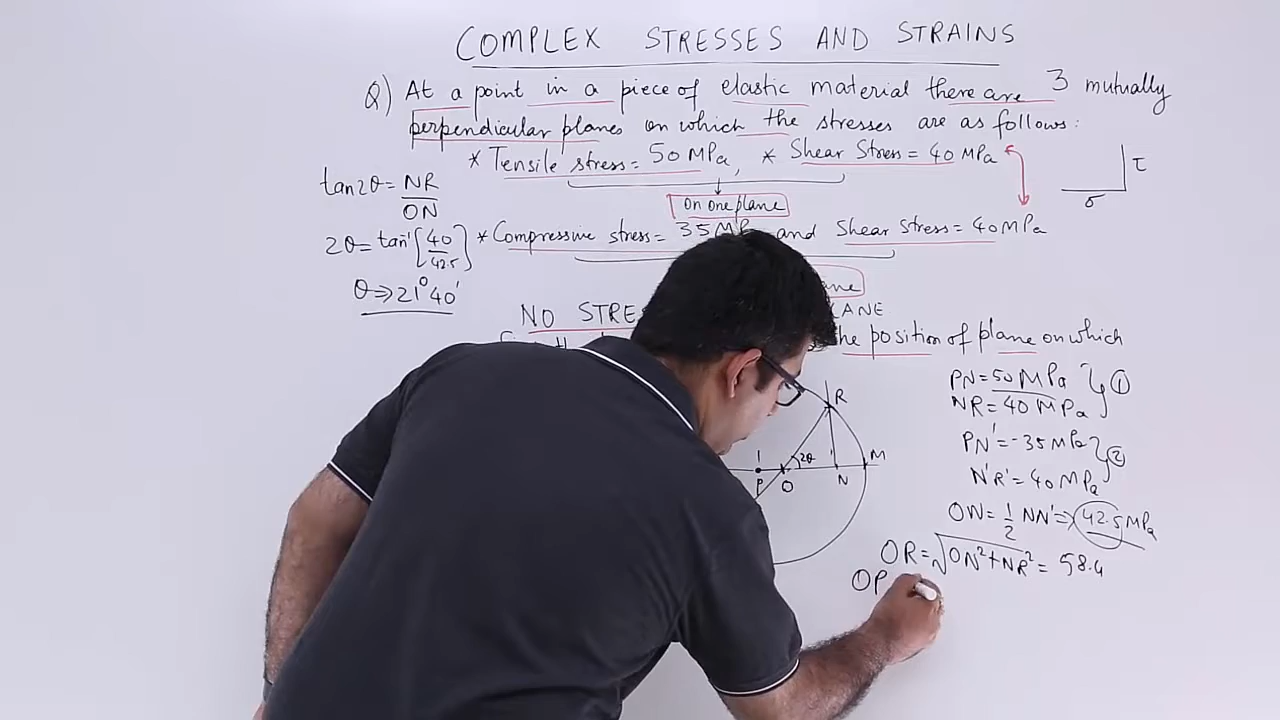 COMPLEX STRESSES AND STRAINS
Q) At a point in a piece of elastic material there are 3 mutually
perpendicular planes on which the stresses are as follows:
* Tensile stress = 50 MPa, * Shear Stress = 40 MPa
On one plane
* Compressive stress = 35 MPa and Shear Stress = 40 MPa
NO
PLANE
the position of plane on which
τ
σ
tan2θ = NR/ON
2θ = tan⁻¹[40/42.5]
θ ⇒ 21°40'
R
2θ
M
P
O
N
PN = 50 MPa
NR = 40 MPa
①
PN' = -35 MPa
N'R' = 40 MPa
②
ON = 1/2 NN' ⇒ 42.5 MPa
OR = √ON²+NR² = 58.4
OP